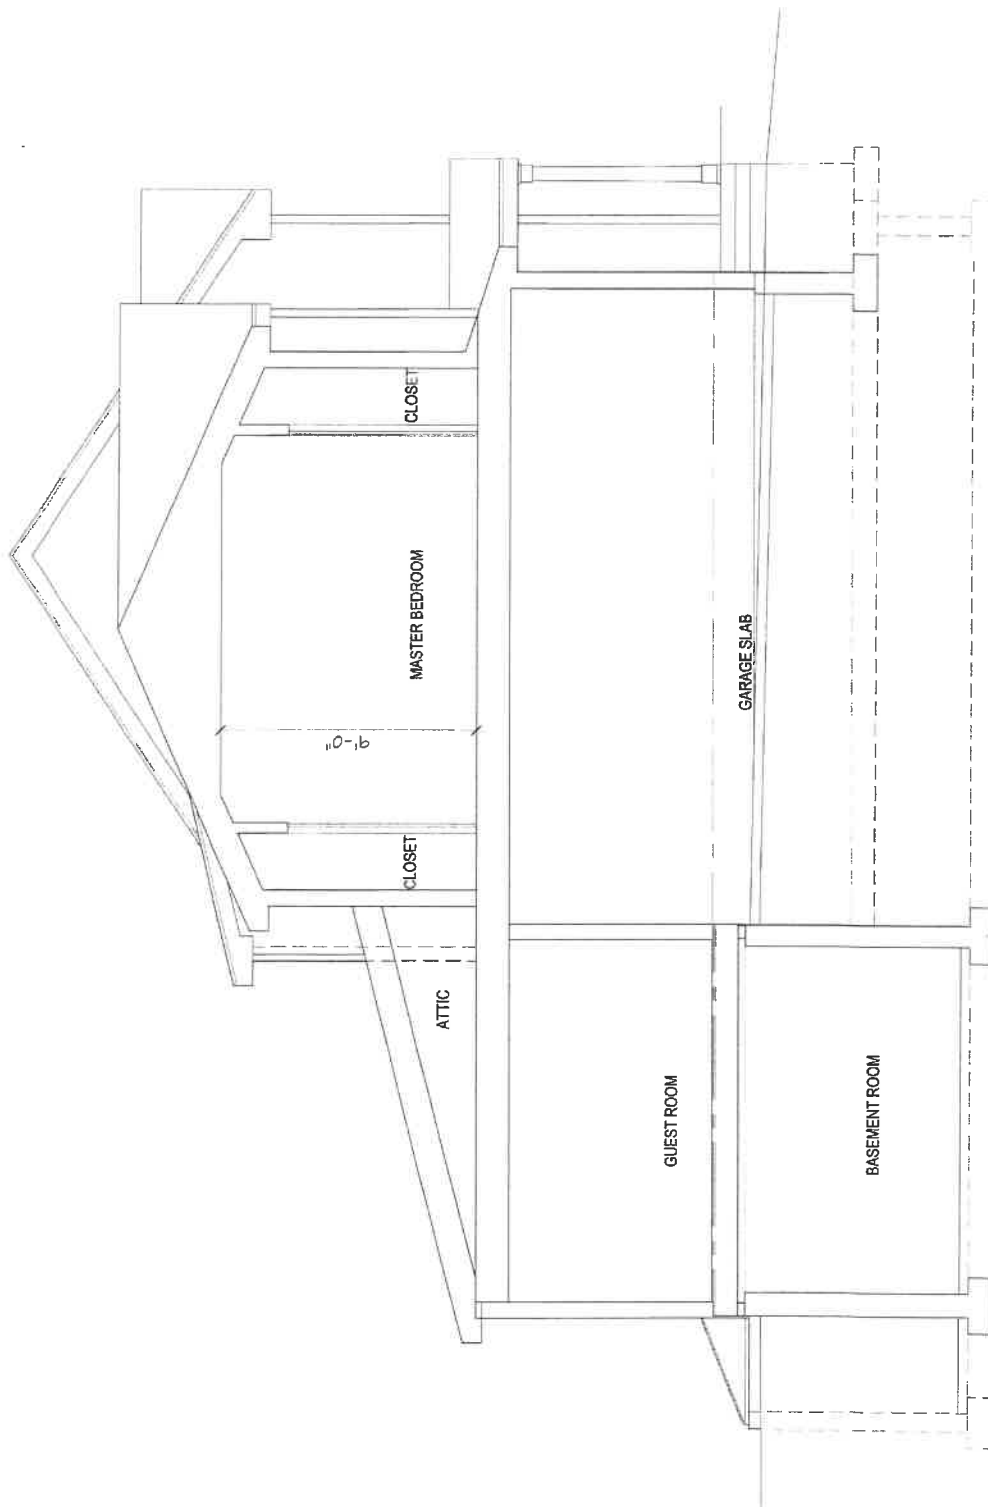 CLOSET
MASTER BEDROOM
9'-0"
CLOSET
ATTIC
GARAGE SLAB
GUEST ROOM
BASEMENT ROOM